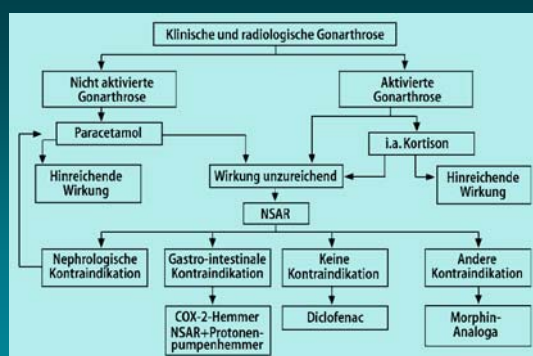 Klinische und radiologische Gonarthrose
Nicht aktivierte
Gonarthrose
Aktivierte
Gonarthrose
Paracetamol
i.a. Kortison
Hinreichende
Wirkung
Wirkung unzureichend
Hinreichende
Wirkung
NSAR
Nephrologische
Kontraindikation
Gastro-intestinale
Kontraindikation
Keine
Kontraindikation
Andere
Kontraindikation
COX-2-Hemmer
NSAR+Protonen-
pumpenhemmer
Diclofenac
Morphin-
Analoga